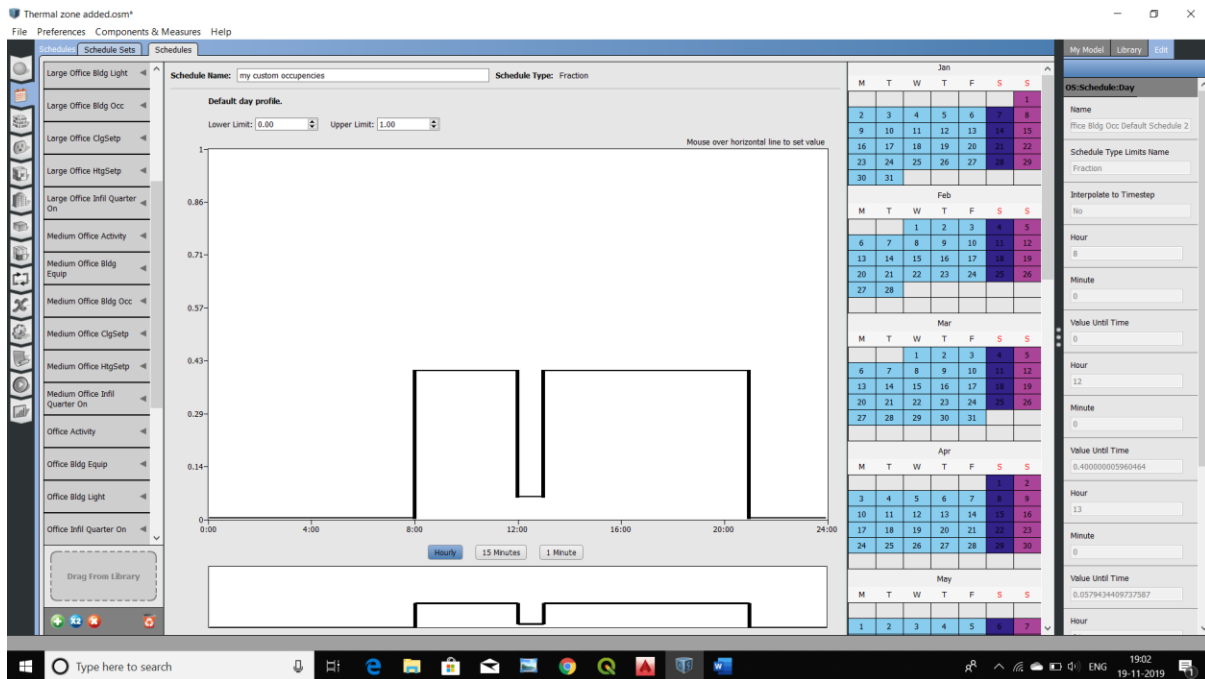 Thermal zone added.osm*
File Preferences Components & Measures Help
Schedules Schedule Sets Schedules
My Model Library Edit
Large Office Bldg Light
Large Office Bldg Occ
Large Office ClgSetp
Large Office HtgSetp
Large Office Infil Quarter
On
Medium Office Activity
Medium Office Bldg
Equip
Medium Office Bldg Occ
Medium Office ClgSetp
Medium Office HtgSetp
Medium Office Infil
Quarter On
Office Activity
Office Bldg Equip
Office Bldg Light
Office Infil Quarter On
Drag From Library
x2
Schedule Name: my custom occupencies Schedule Type: Fraction
Default day profile.
Lower Limit: 0.00 Upper Limit: 1.00
Mouse over horizontal line to set value
1
0.86
0.71
0.57
0.43
0.29
0.14
0
0:00 4:00 8:00 12:00 16:00 20:00 24:00
Hourly 15 Minutes 1 Minute
Jan
M T W T F S S
1
2 3 4 5 6 7 8
9 10 11 12 13 14 15
16 17 18 19 20 21 22
23 24 25 26 27 28 29
30 31
Feb
M T W T F S S
1 2 3 4 5
6 7 8 9 10 11 12
13 14 15 16 17 18 19
20 21 22 23 24 25 26
27 28
Mar
M T W T F S S
1 2 3 4 5
6 7 8 9 10 11 12
13 14 15 16 17 18 19
20 21 22 23 24 25 26
27 28 29 30 31
Apr
M T W T F S S
1 2
3 4 5 6 7 8 9
10 11 12 13 14 15 16
17 18 19 20 21 22 23
24 25 26 27 28 29 30
May
M T W T F S S
1 2 3 4 5 6 7
OS:Schedule:Day
Name
ffice Bldg Occ Default Schedule 2
Schedule Type Limits Name
Fraction
Interpolate to Timestep
No
Hour
8
Minute
0
Value Until Time
0
Hour
12
Minute
0
Value Until Time
0.400000005960464
Hour
13
Minute
0
Value Until Time
0.0579434409737587
Hour
Type here to search
ENG
19:02
19-11-2019
1